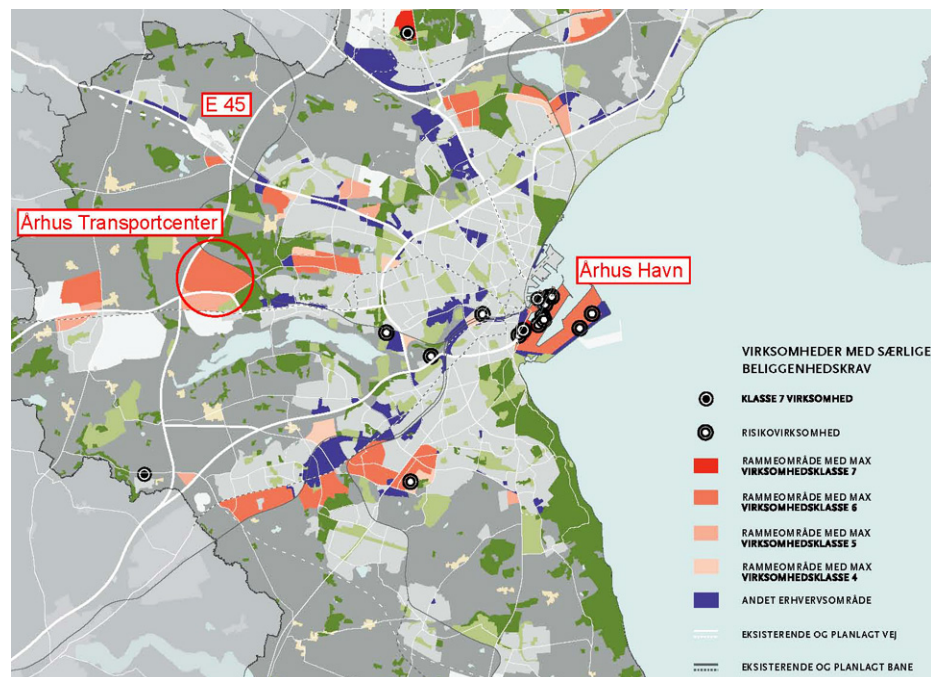 E 45
Århus Transportcenter
Århus Havn
VIRKSOMHEDER MED SÆRLIGE
BELIGGENHEDSKRAV
KLASSE 7 VIRKSOMHED
RISIKOVIRKSOMHED
RAMMEOMRÅDE MED MAX
VIRKSOMHEDSKLASSE 7
RAMMEOMRÅDE MED MAX
VIRKSOMHEDSKLASSE 6
RAMMEOMRÅDE MED MAX
VIRKSOMHEDSKLASSE 5
RAMMEOMRÅDE MED MAX
VIRKSOMHEDSKLASSE 4
ANDET ERHVERVSOMRÅDE
EKSISTERENDE OG PLANLAGT VEJ
EKSISTERENDE OG PLANLAGT BANE